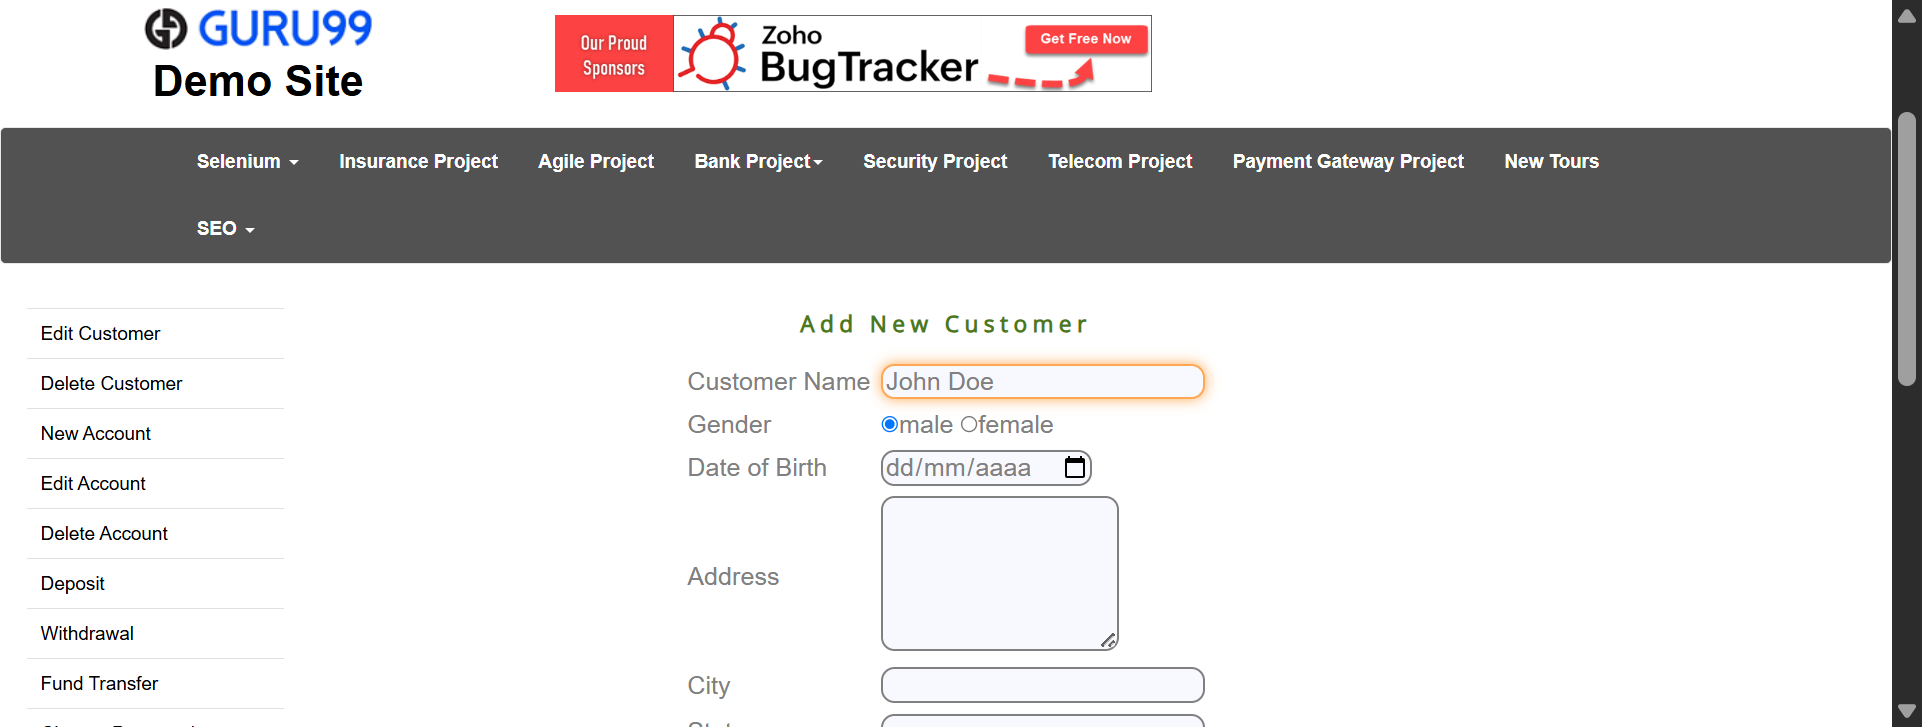 GURU99
Demo Site
Our Proud
Sponsors
Zoho
BugTracker
Get Free Now
Selenium
Insurance Project
Agile Project
Bank Project
Security Project
Telecom Project
Payment Gateway Project
New Tours
SEO
Edit Customer
Delete Customer
New Account
Edit Account
Delete Account
Deposit
Withdrawal
Fund Transfer
Add New Customer
Customer Name John Doe
Gender male female
Date of Birth dd/mm/aaaa
Address
City